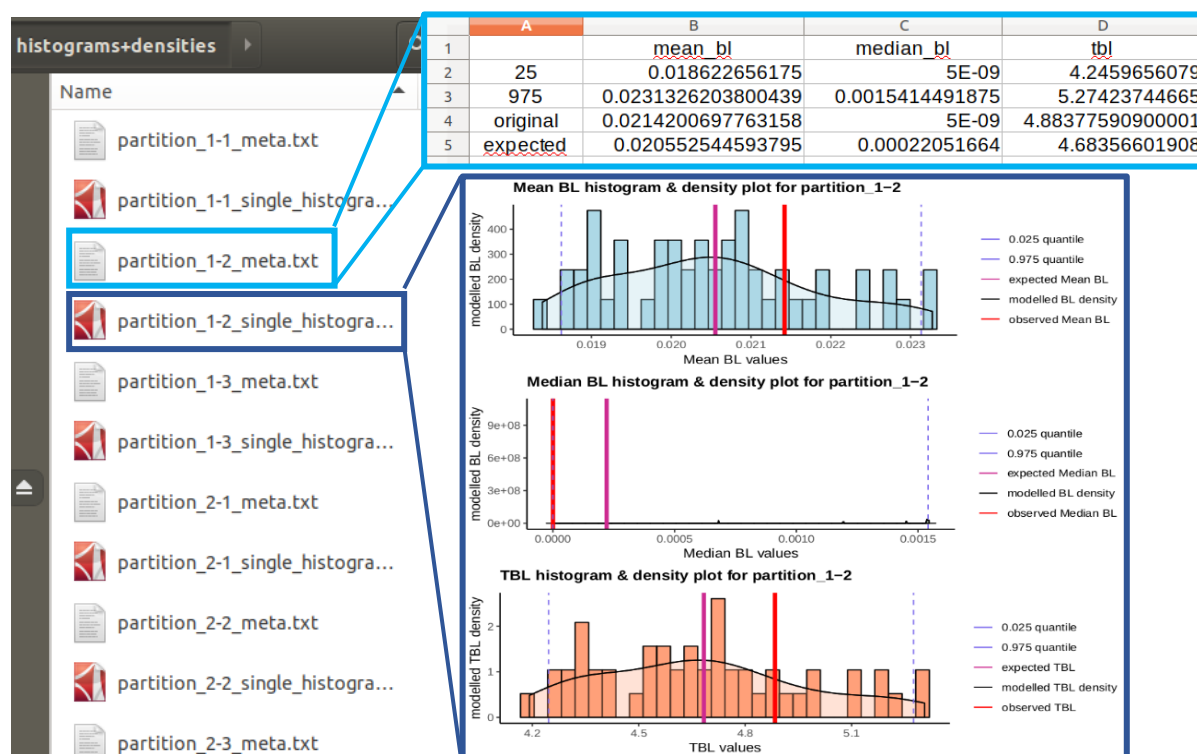 histograms+densities
Name
partition_1-1_meta.txt
partition_1-1_single_histogra...
partition_1-2_meta.txt
partition_1-2_single_histogra...
partition_1-3_meta.txt
partition_1-3_single_histogra...
partition_2-1_meta.txt
partition_2-1_single_histogra...
partition_2-2_meta.txt
partition_2-2_single_histogra...
partition_2-3_meta.txt
A B C D
1 mean_bl median_bl tbl
2 25 0.018622656175 5E-09 4.2459656079
3 975 0.0231326203800439 0.0015414491875 5.27423744665
4 original 0.0214200697763158 5E-09 4.88377590900001
5 expected 0.020552544593795 0.00022051664 4.68356601908
Mean BL histogram & density plot for partition_1−2
modelled BL density
400
300
200
100
0
0.019 0.020 0.021 0.022 0.023
Mean BL values
0.025 quantile
0.975 quantile
expected Mean BL
modelled BL density
observed Mean BL
Median BL histogram & density plot for partition_1−2
modelled BL density
9e+08
6e+08
3e+08
0e+00
0.0000 0.0005 0.0010 0.0015
Median BL values
0.025 quantile
0.975 quantile
expected Median BL
modelled BL density
observed Median BL
TBL histogram & density plot for partition_1−2
modelled TBL density
2
1
0
4.2 4.5 4.8 5.1
TBL values
0.025 quantile
0.975 quantile
expected TBL
modelled TBL density
observed TBL